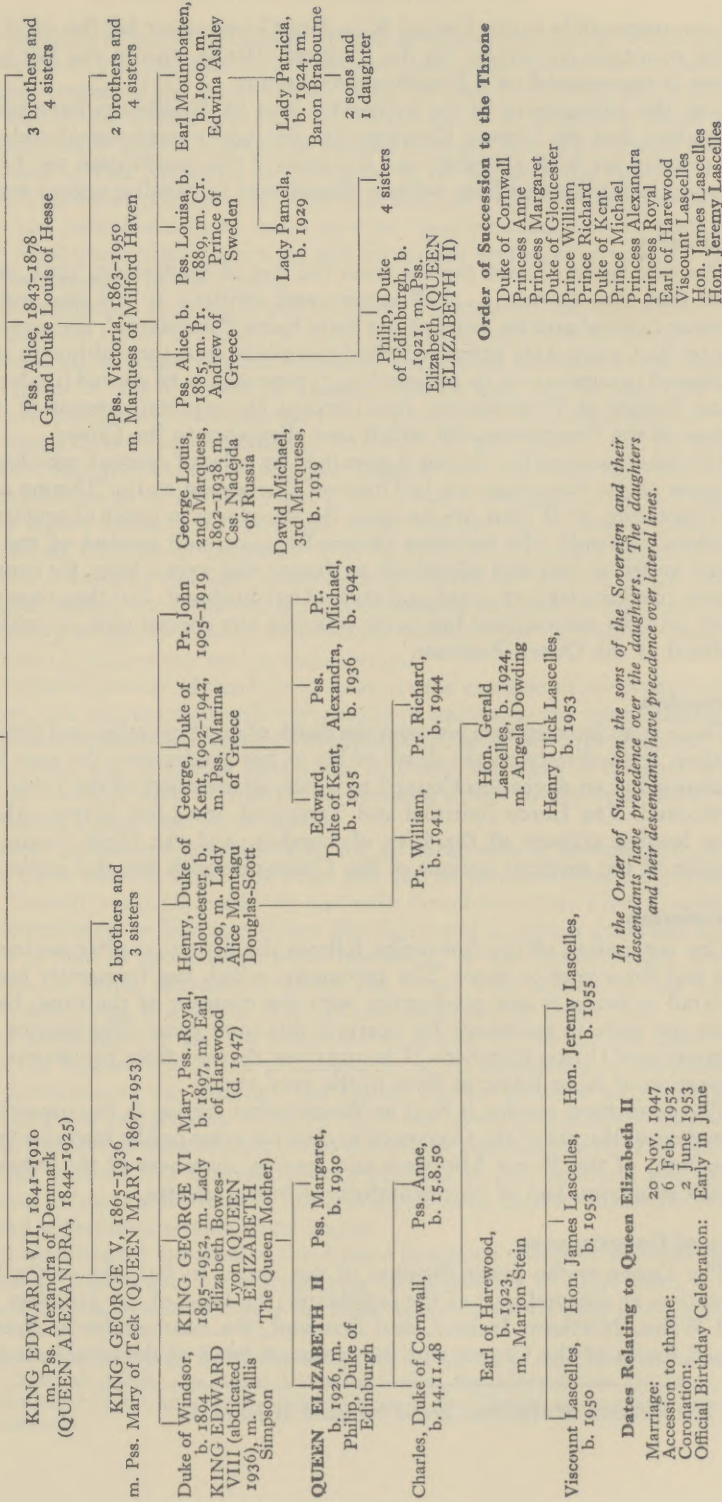 KING EDWARD VII, 1841-1910
m. Pss. Alexandra of Denmark
(QUEEN ALEXANDRA, 1844-1925)
Pss. Alice, 1843-1878
m. Grand Duke Louis of Hesse
3 brothers and
4 sisters
KING GEORGE V, 1865-1936
m. Pss. Mary of Teck (QUEEN MARY, 1867-1953)
2 brothers and
3 sisters
Pss. Victoria, 1863-1950
m. Marquess of Milford Haven
2 brothers and
4 sisters
Duke of Windsor,
b. 1894
KING EDWARD
VIII (abdicated
1936), m. Wallis
Simpson
KING GEORGE VI
1895-1952, m. Lady
Elizabeth Bowes-
Lyon (QUEEN
ELIZABETH
The Queen Mother)
Mary, Pss. Royal,
b. 1897, m. Earl
of Harewood
(d. 1947)
Henry, Duke of
Gloucester, b.
1900, m. Lady
Alice Montagu
Douglas-Scott
George, Duke of
Kent, 1902-1942,
m. Pss. Marina
of Greece
Pr. John
1905-1919
George Louis,
2nd Marquess,
1892-1938, m.
Css. Nadejda
of Russia
Pss. Alice, b.
1885, m. Pr.
Andrew of
Greece
Pss. Louisa, b.
1889, m. Cr.
Prince of
Sweden
Earl Mountbatten,
b. 1900, m.
Edwina Ashley
QUEEN ELIZABETH II
b. 1926, m.
Philip, Duke of
Edinburgh
Pss. Margaret,
b. 1930
Edward,
Duke of Kent,
b. 1935
Pss.
Alexandra,
b. 1936
Pr.
Michael,
b. 1942
David Michael,
3rd Marquess,
b. 1919
Lady Pamela,
b. 1929
Lady Patricia,
b. 1924, m.
Baron Brabourne
2 sons and
1 daughter
Charles, Duke of Cornwall,
b. 14.11.48
Pss. Anne,
b. 15.8.50
Pr. William,
b. 1941
Pr. Richard,
b. 1944
Philip, Duke
of Edinburgh, b.
1921, m. Pss.
Elizabeth (QUEEN
ELIZABETH II)
4 sisters
Earl of Harewood,
b. 1923,
m. Marion Stein
Hon. Gerald
Lascelles, b. 1924,
m. Angela Dowding
Viscount Lascelles,
b. 1950
Hon. James Lascelles,
b. 1953
Hon. Jeremy Lascelles,
b. 1955
Henry Ulick Lascelles,
b. 1953
Dates Relating to Queen Elizabeth II
Marriage: 20 Nov. 1947
Accession to throne: 6 Feb. 1952
Coronation: 2 June 1953
Official Birthday Celebration: Early in June
In the Order of Succession the sons of the Sovereign and their
descendants have precedence over the daughters. The daughters
and their descendants have precedence over lateral lines.
Order of Succession to the Throne
Duke of Cornwall
Princess Anne
Princess Margaret
Duke of Gloucester
Prince William
Prince Richard
Duke of Kent
Prince Michael
Princess Alexandra
Princess Royal
Earl of Harewood
Viscount Lascelles
Hon. James Lascelles
Hon. Jeremy Lascelles